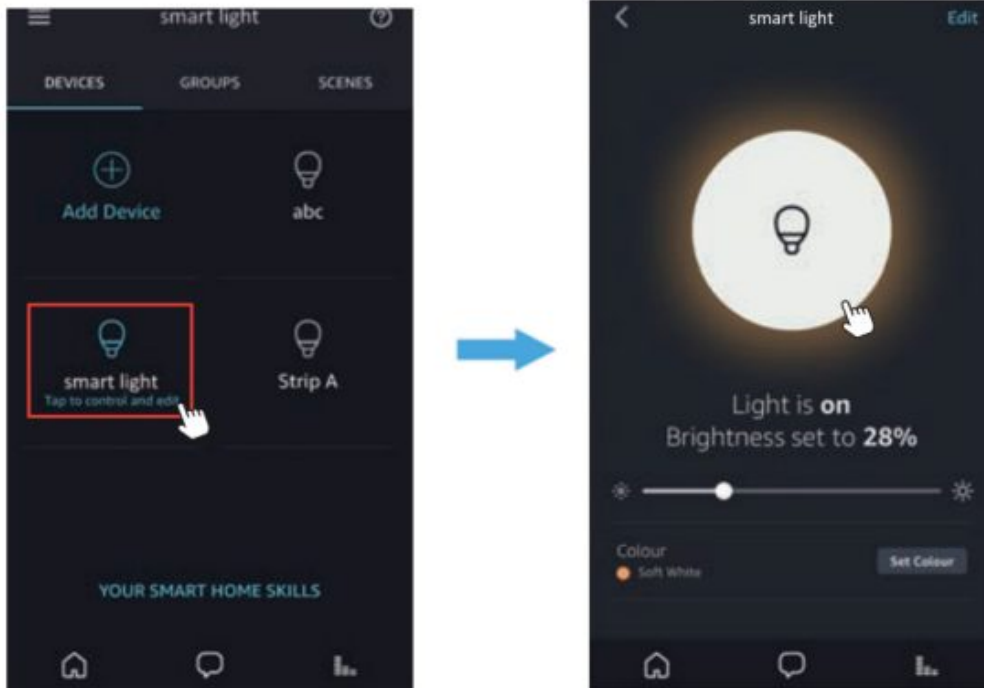 smart light
DEVICES GROUPS SCENES
Add Device abc
smart light Strip A
Tap to control and edit
YOUR SMART HOME SKILLS
smart light Edit
Light is on
Brightness set to 28%
Colour
Soft White Set Colour